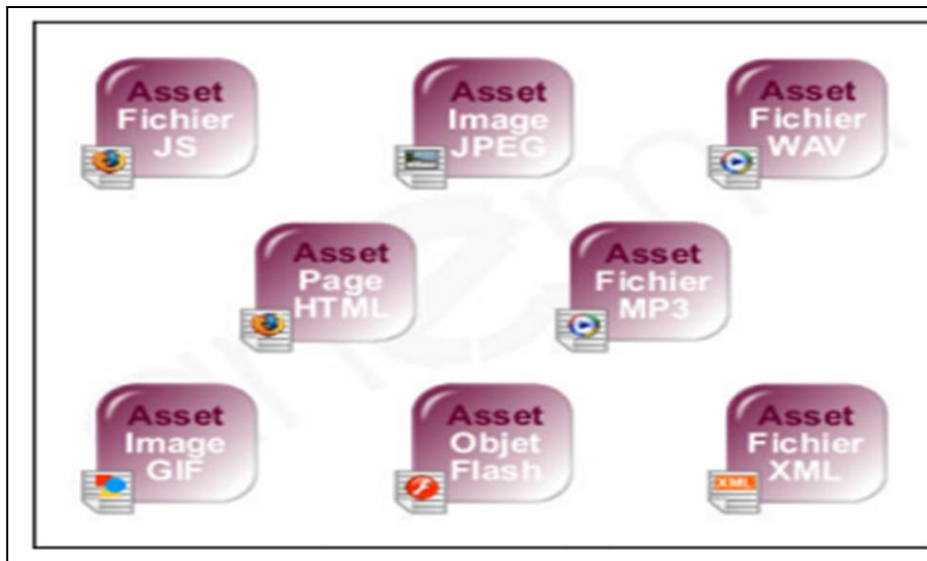 Asset
Fichier
JS
Asset
Image
JPEG
Asset
Fichier
WAV
Asset
Page
HTML
Asset
Fichier
MP3
Asset
Image
GIF
Asset
Objet
Flash
Asset
Fichier
XML
XML